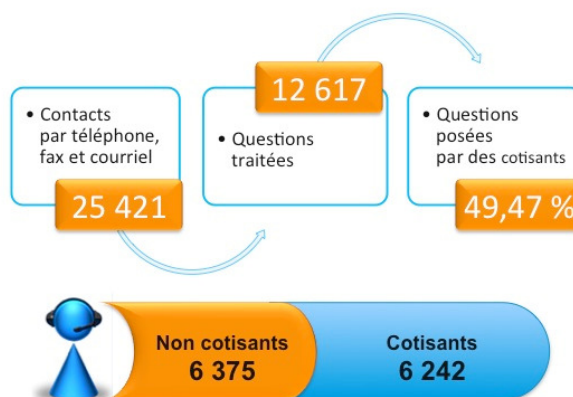 • Contacts
par téléphone,
fax et courriel
25 421
12 617
• Questions
traitées
• Questions
posées
par des cotisants
49,47 %
Non cotisants
6 375
Cotisants
6 242